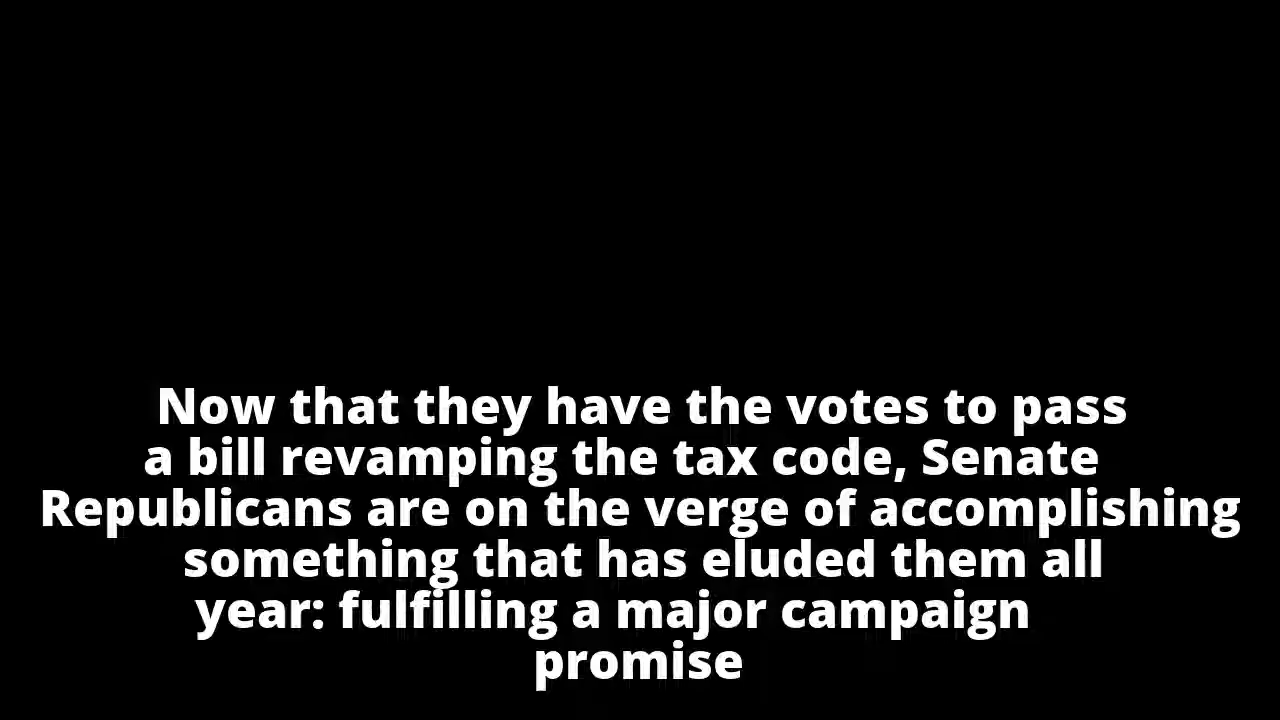 Now that they have the votes to pass
a bill revamping the tax code, Senate
Republicans are on the verge of accomplishing
something that has eluded them all
year: fulfilling a major campaign
promise